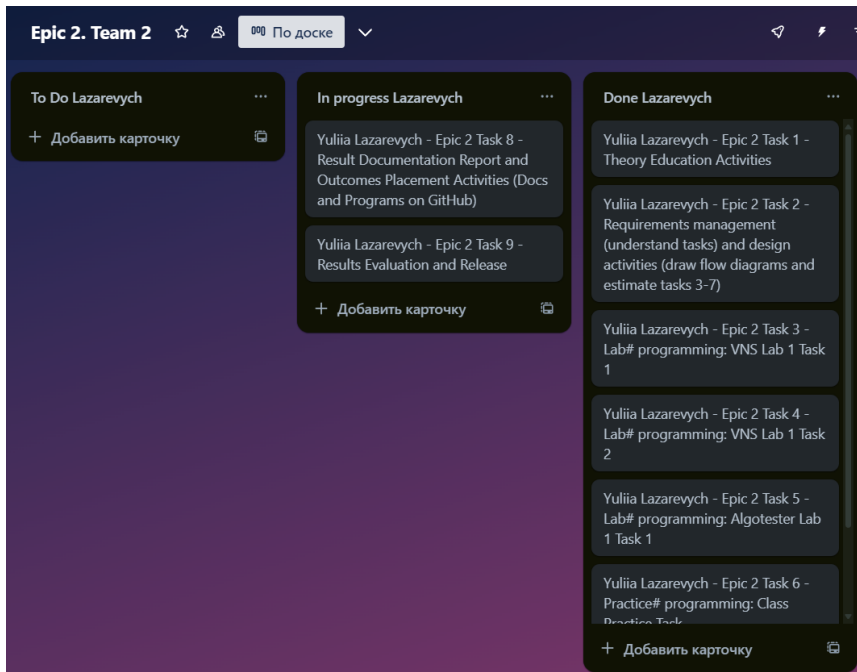 Epic 2. Team 2
По доске
To Do Lazarevych
Добавить карточку
In progress Lazarevych
Yuliia Lazarevych - Epic 2 Task 8 -
Result Documentation Report and
Outcomes Placement Activities (Docs
and Programs on GitHub)
Yuliia Lazarevych - Epic 2 Task 9 -
Results Evaluation and Release
Добавить карточку
Done Lazarevych
Yuliia Lazarevych - Epic 2 Task 1 -
Theory Education Activities
Yuliia Lazarevych - Epic 2 Task 2 -
Requirements management
(understand tasks) and design
activities (draw flow diagrams and
estimate tasks 3-7)
Yuliia Lazarevych - Epic 2 Task 3 -
Lab# programming: VNS Lab 1 Task
1
Yuliia Lazarevych - Epic 2 Task 4 -
Lab# programming: VNS Lab 1 Task
2
Yuliia Lazarevych - Epic 2 Task 5 -
Lab# programming: Algotester Lab
1 Task 1
Yuliia Lazarevych - Epic 2 Task 6 -
Practice# programming: Class
Practice Task
Добавить карточку